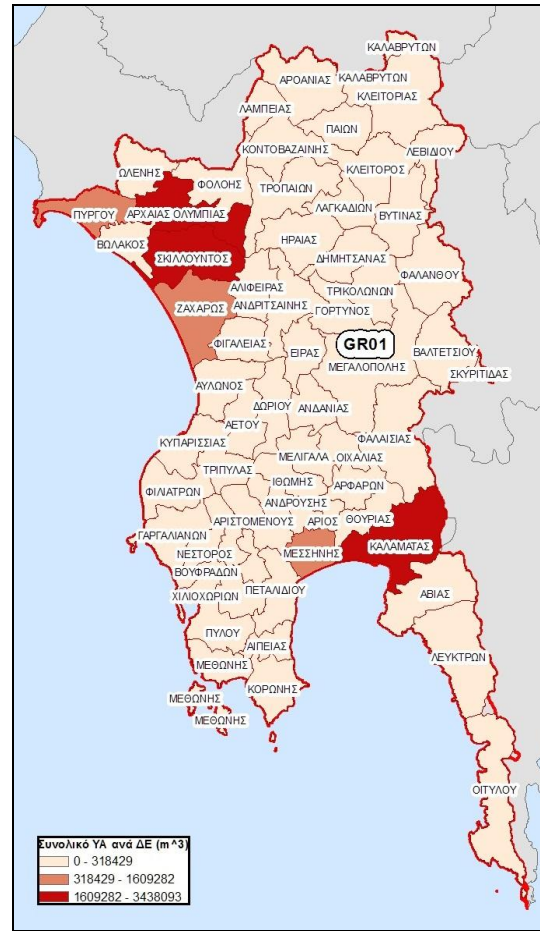 ΚΑΛΑΒΡΥΤΩΝ
ΑΡΟΑΝΙΑΣ
ΚΑΛΑΒΡΥΤΩΝ
ΚΛΕΙΤΟΡΙΑΣ
ΛΑΜΠΕΙΑΣ
ΠΑΙΩΝ
ΚΟΝΤΟΒΑΖΑΙΝΗΣ
ΛΕΒΙΔΙΟΥ
ΩΛΕΝΗΣ
ΚΛΕΙΤΟΡΟΣ
ΦΟΛΟΗΣ
ΤΡΟΠΑΙΩΝ
ΠΥΡΓΟΥ
ΑΡΧΑΙΑΣ ΟΛΥΜΠΙΑΣ
ΛΑΓΚΑΔΙΩΝ
ΒΥΤΙΝΑΣ
ΒΩΛΑΚΟΣ
ΗΡΑΙΑΣ
ΣΚΙΛΛΟΥΝΤΟΣ
ΔΗΜΗΤΣΑΝΑΣ
ΦΑΛΑΝΘΟΥ
ΑΛΙΦΕΙΡΑΣ
ΤΡΙΚΟΛΩΝΩΝ
ΖΑΧΑΡΩΣ
ΑΝΔΡΙΤΣΑΙΝΗΣ
ΓΟΡΤΥΝΟΣ
ΦΙΓΑΛΕΙΑΣ
GR01
ΕΙΡΑΣ
ΒΑΛΤΕΤΣΙΟΥ
ΜΕΓΑΛΟΠΟΛΗΣ
ΣΚΥΡΙΤΙΔΑΣ
ΑΥΛΩΝΟΣ
ΔΩΡΙΟΥ
ΑΝΔΑΝΙΑΣ
ΑΕΤΟΥ
ΚΥΠΑΡΙΣΣΙΑΣ
ΦΑΛΑΙΣΙΑΣ
ΜΕΛΙΓΑΛΑ
ΟΙΧΑΛΙΑΣ
ΤΡΙΠΥΛΑΣ
ΙΘΩΜΗΣ
ΑΡΦΑΡΩΝ
ΦΙΛΙΑΤΡΩΝ
ΑΝΔΡΟΥΣΗΣ
ΑΡΙΣΤΟΜΕΝΟΥΣ
ΑΡΙΟΣ
ΘΟΥΡΙΑΣ
ΓΑΡΓΑΛΙΑΝΩΝ
ΝΕΣΤΟΡΟΣ
ΜΕΣΣΗΝΗΣ
ΚΑΛΑΜΑΤΑΣ
ΒΟΥΦΡΑΔΩΝ
ΠΕΤΑΛΙΔΙΟΥ
ΧΙΛΙΟΧΩΡΙΩΝ
ΑΒΙΑΣ
ΠΥΛΟΥ
ΑΙΠΕΙΑΣ
ΛΕΥΚΤΡΩΝ
ΜΕΘΩΝΗΣ
ΚΟΡΩΝΗΣ
ΜΕΘΩΝΗΣ
ΜΕΘΩΝΗΣ
ΟΙΤΥΛΟΥ
Συνολικό ΥΑ ανά ΔΕ (m^3)
0 - 318429
318429 - 1609282
1609282 - 3438093